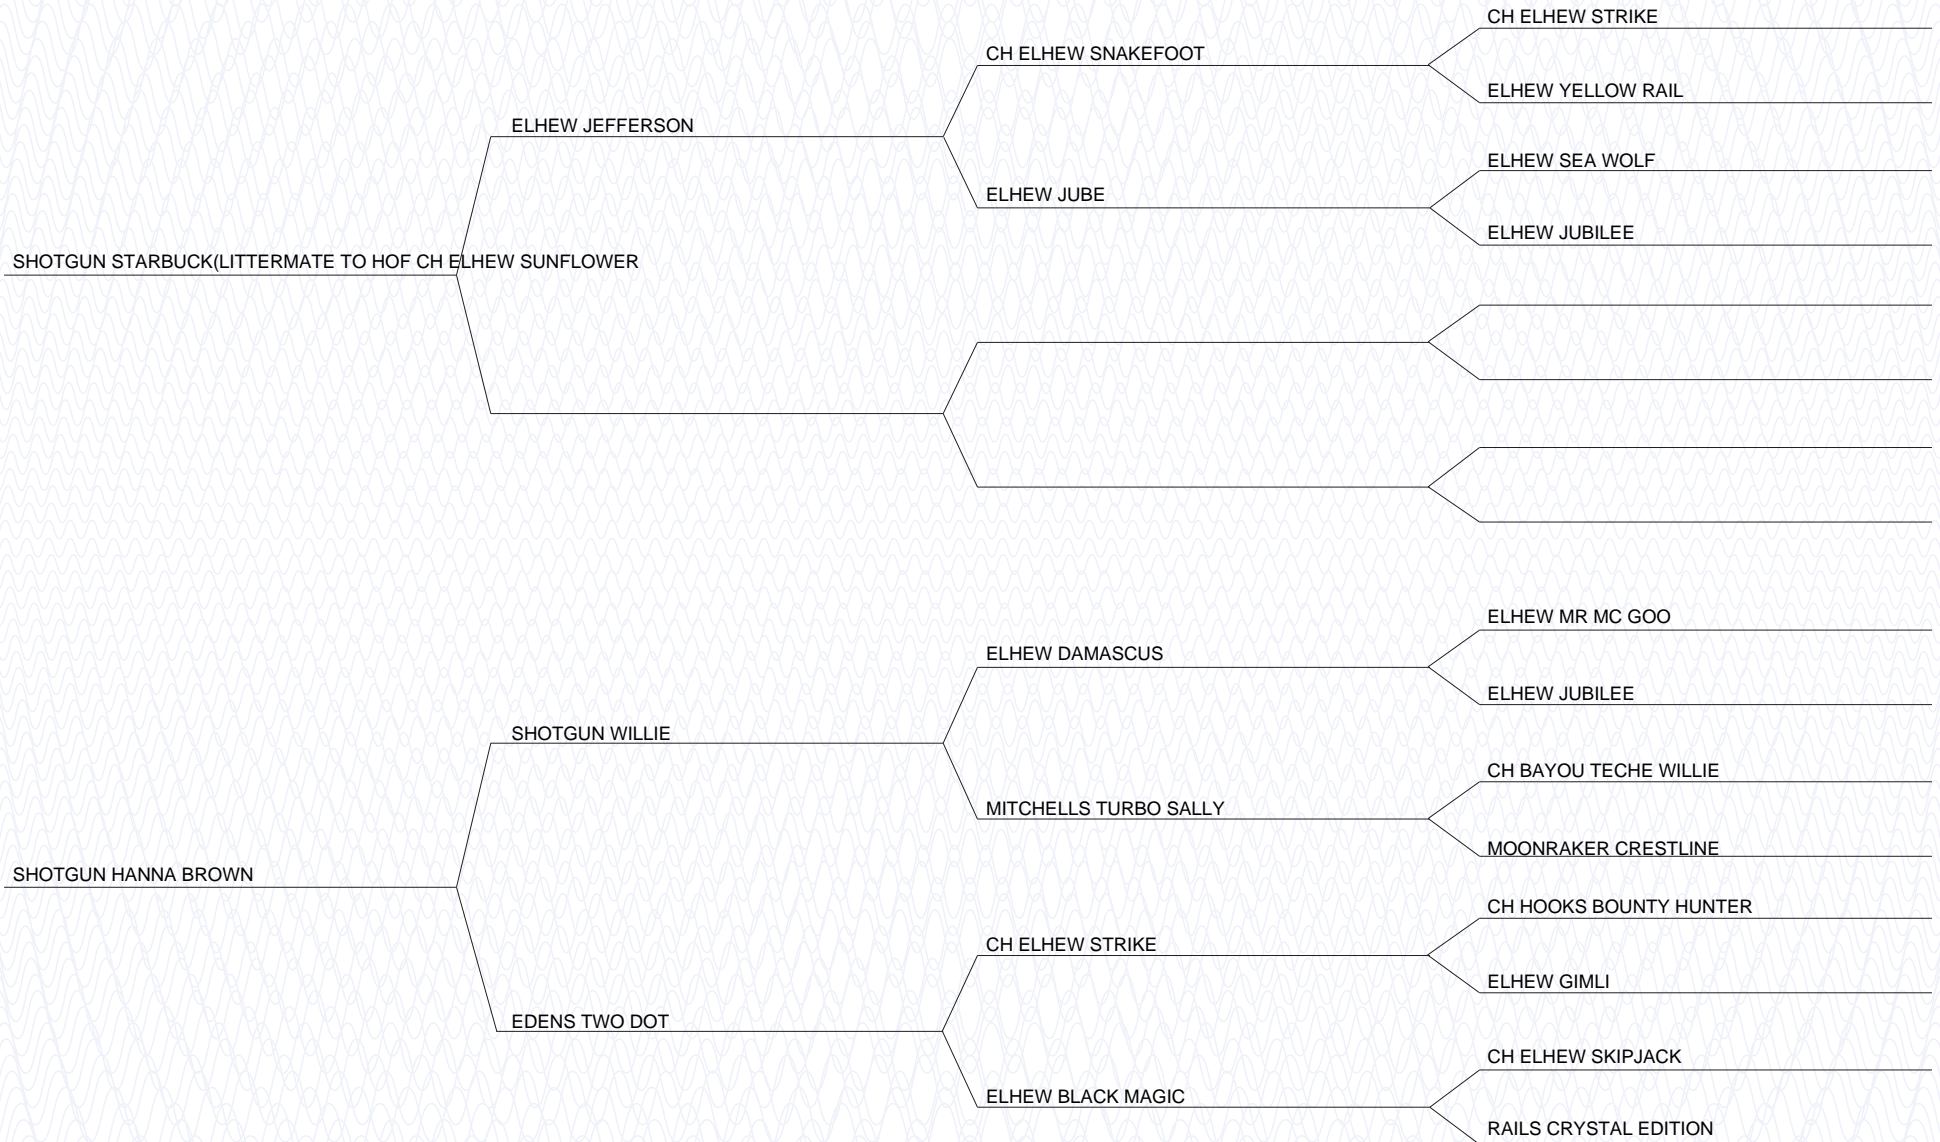 CH ELHEW STRIKE
CH ELHEW SNAKEFOOT
ELHEW YELLOW RAIL
ELHEW JEFFERSON
ELHEW SEA WOLF
ELHEW JUBE
ELHEW JUBILEE
SHOTGUN STARBUCK(LITTERMATE TO HOF CH ELHEW SUNFLOWER
ELHEW MR MC GOO
ELHEW DAMASCUS
ELHEW JUBILEE
SHOTGUN WILLIE
CH BAYOU TECHE WILLIE
MITCHELLS TURBO SALLY
MOONRAKER CRESTLINE
SHOTGUN HANNA BROWN
CH HOOKS BOUNTY HUNTER
CH ELHEW STRIKE
ELHEW GIMLI
EDENS TWO DOT
CH ELHEW SKIPJACK
ELHEW BLACK MAGIC
RAILS CRYSTAL EDITION